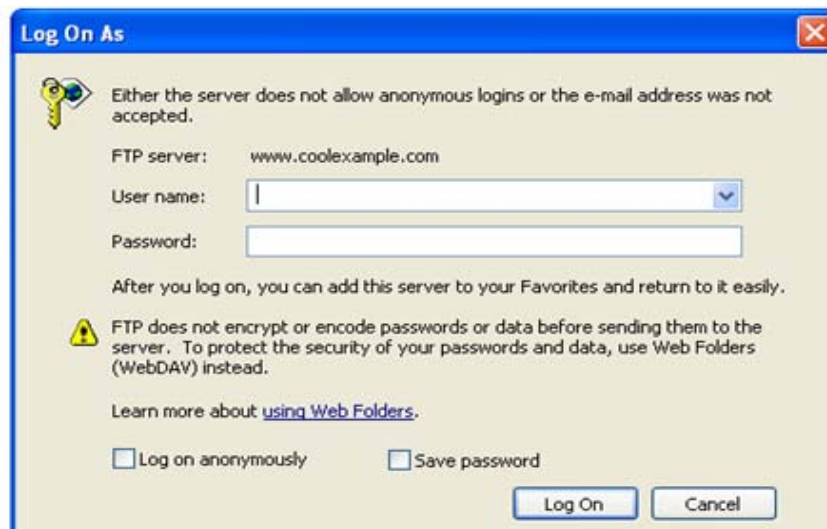 Log On As
Either the server does not allow anonymous logins or the e-mail address was not
accepted.
FTP server: www.coolexample.com
User name:
Password:
After you log on, you can add this server to your Favorites and return to it easily.
FTP does not encrypt or encode passwords or data before sending them to the
server. To protect the security of your passwords and data, use Web Folders
(WebDAV) instead.
Learn more about using Web Folders.
Log on anonymously Save password
Log On Cancel